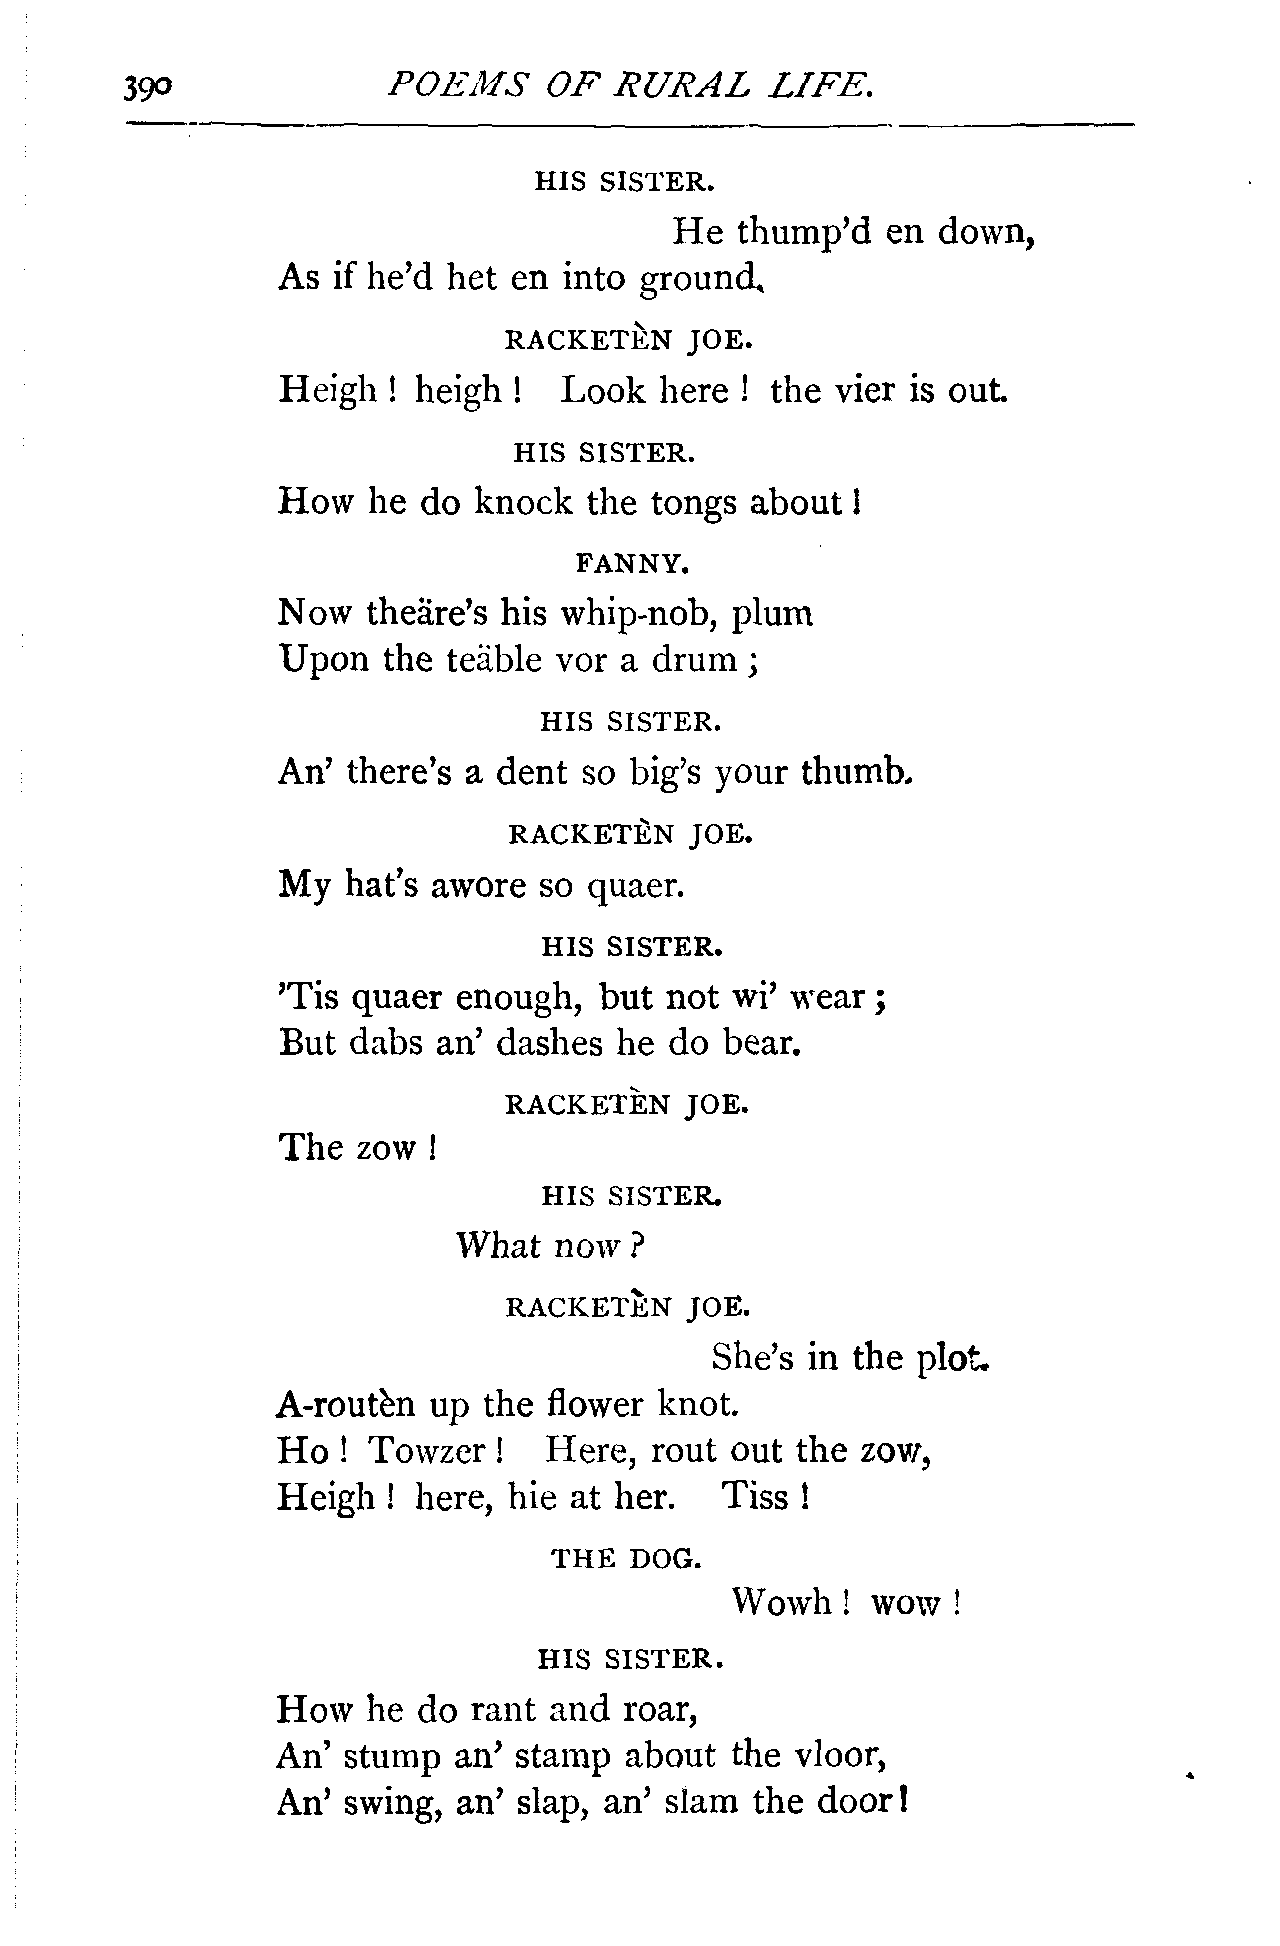 390 POEMS OF RURAL LIFE.
HIS SISTER.
He thump'd en down,
As if he'd het en into ground.
RACKETÈN JOE.
Heigh! heigh! Look here! the vier is out.
HIS SISTER.
How he do knock the tongs about!
FANNY.
Now theäre's his whip-nob, plum
Upon the teäble vor a drum;
HIS SISTER.
An' there's a dent so big's your thumb.
RACKETÈN JOE.
My hat's awore so quaer.
HIS SISTER.
'Tis quaer enough, but not wi' wear;
But dabs an' dashes he do bear.
RACKETÈN JOE.
The zow!
HIS SISTER.
What now?
RACKETÈN JOE.
She's in the plot.
A-routèn up the flower knot.
Ho! Towzer! Here, rout out the zow,
Heigh! here, hie at her. Tiss!
THE DOG.
Wowh! wow!
HIS SISTER.
How he do rant and roar,
An' stump an' stamp about the vloor,
An' swing, an' slap, an' slam the door!